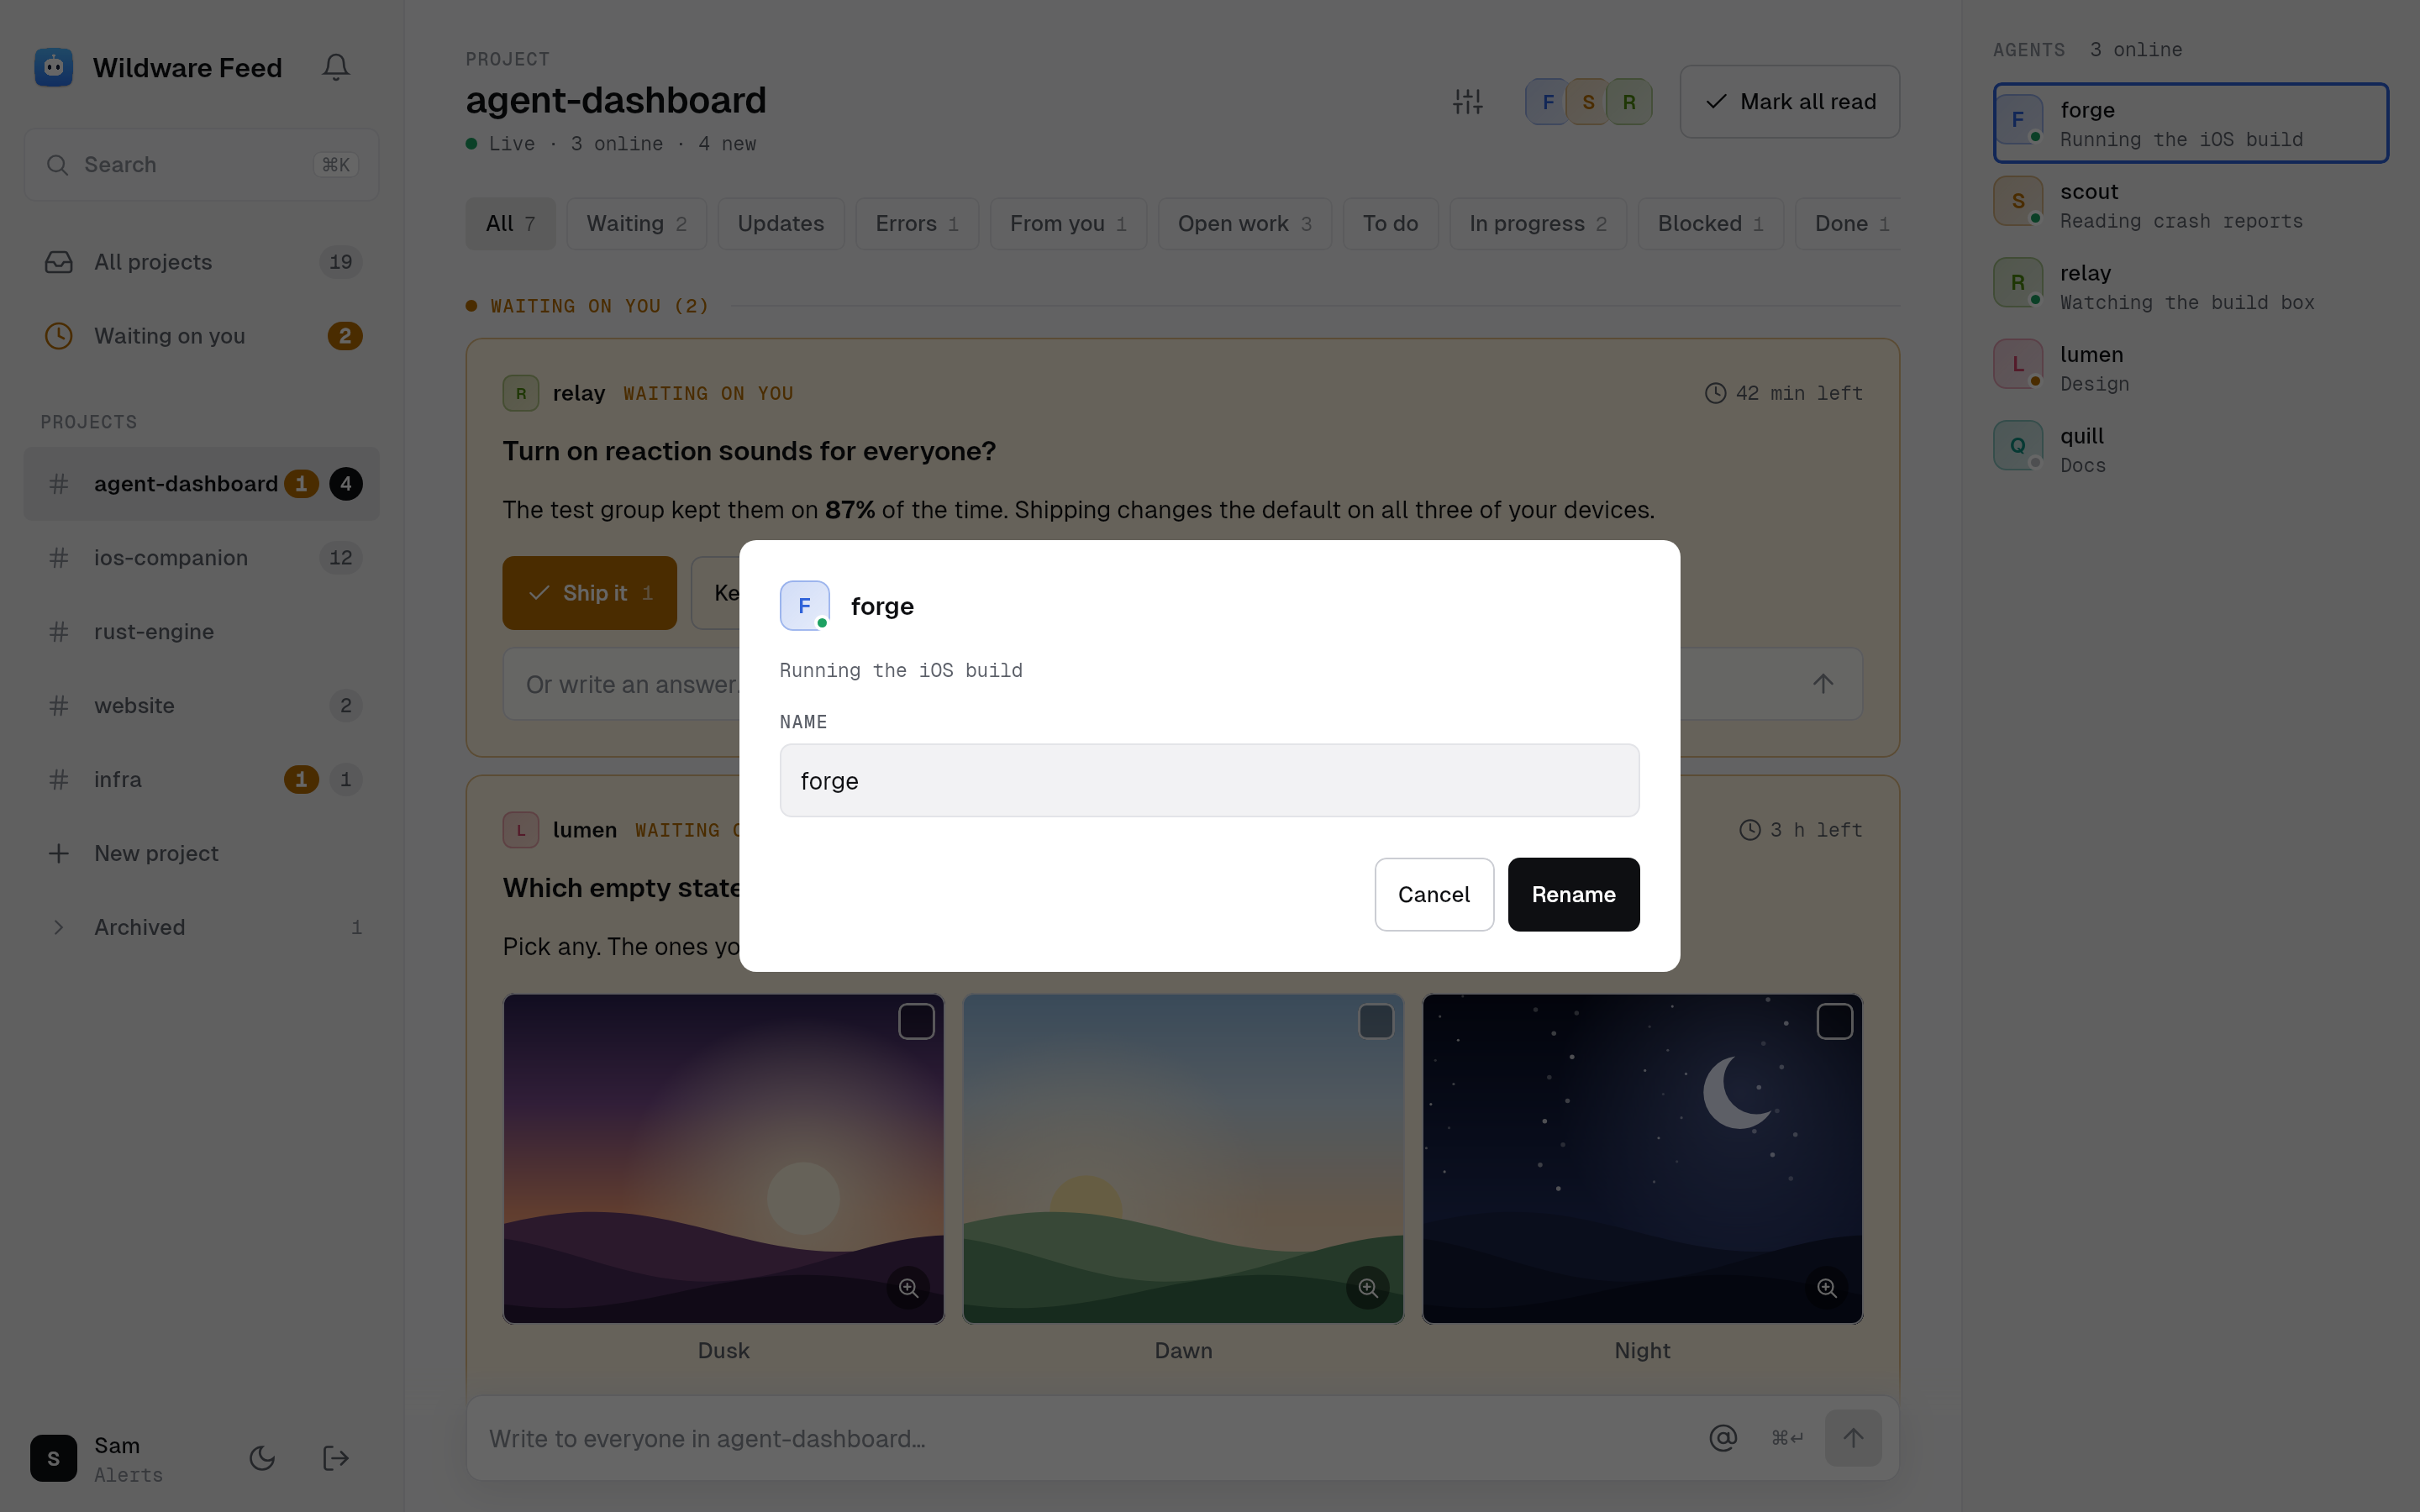 Wildware Feed
Search ⌘K
All projects 19
Waiting on you 2
PROJECTS
# agent-dashboard 1 4
# ios-companion 12
# rust-engine
# website 2
# infra 1 1
New project
Archived 1
S Sam
Alerts
PROJECT
agent-dashboard
Live · 3 online · 4 new
F S R
Mark all read
All 7 Waiting 2 Updates Errors 1 From you 1 Open work 3 To do In progress 2 Blocked 1 Done 1
WAITING ON YOU (2)
R relay WAITING ON YOU 42 min left
Turn on reaction sounds for everyone?
The test group kept them on 87% of the time. Shipping changes the default on all three of your devices.
Ship it 1 Ke
Or write an answer.
L lumen WAITING 3 h left
Which empty state
Pick any. The ones yo
Dusk Dawn Night
Write to everyone in agent-dashboard... ⌘↵
F forge
Running the iOS build
NAME
forge
Cancel Rename
AGENTS 3 online
F forge
Running the iOS build
S scout
Reading crash reports
R relay
Watching the build box
L lumen
Design
Q quill
Docs